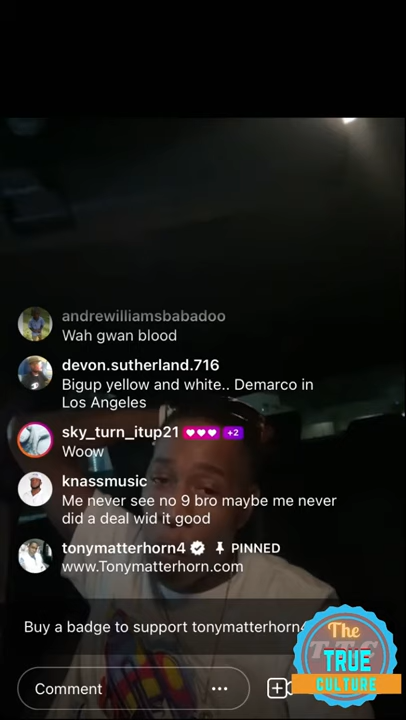 andrewilliamsbabadoo
Wah gwan blood
devon.sutherland.716
Bigup yellow and white.. Demarco in
Los Angeles
sky_turn_itup21 +2
Woow
knassmusic
Me never see no 9 bro maybe me never
did a deal wid it good
tonymatterhorn4 PINNED
www.Tonymatterhorn.com
Buy a badge to support tonymatterhorn4
The
TRUE
CULTURE
Comment